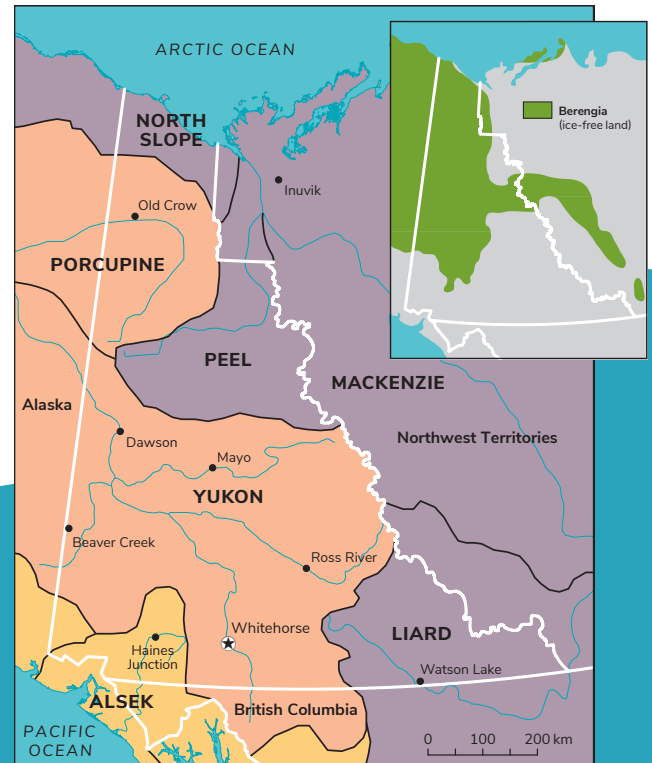 ARCTIC OCEAN
NORTH
SLOPE
Berengia
(ice-free land)
Inuvik
Old Crow
PORCUPINE
PEEL
MACKENZIE
Alaska
Northwest Territories
Dawson
Mayo
YUKON
Beaver Creek
Ross River
Whitehorse
LIARD
Haines
Junction
Watson Lake
ALSEK
British Columbia
PACIFIC
OCEAN
0 100 200 km